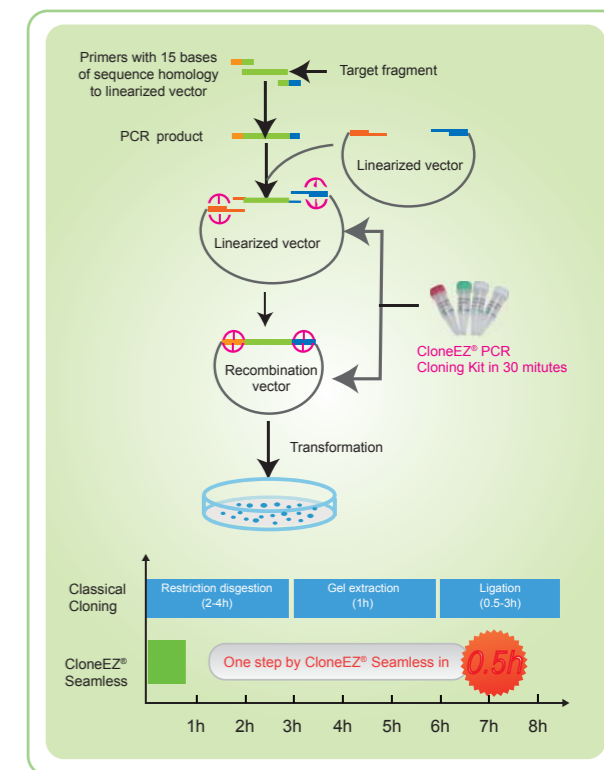 Primers with 15 bases
of sequence homology
to linearized vector
Target fragment
PCR product
Linearized vector
Linearized vector
CloneEZ® PCR
Cloning Kit in 30 mitutes
Recombination
vector
Transformation
Classical
Cloning
Restriction disgestion
(2-4h)
Gel extraction
(1h)
Ligation
(0.5-3h)
CloneEZ®
Seamless
One step by CloneEZ® Seamless in
0.5h
1h 2h 3h 4h 5h 6h 7h 8h